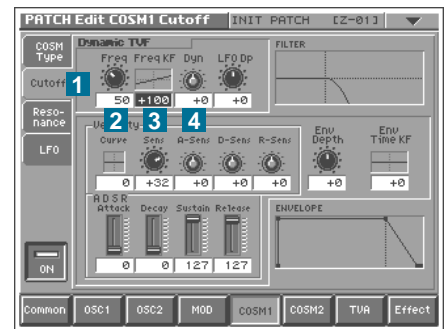 PATCH Edit COSM1 Cutoff INIT PATCH [Z-01]
COSM Type
Cutoff
Resonance
LFO
ON
Dynamic TVF
Freq Freq KF Dyn LFO Dp
1
50 +100 +0 +0
FILTER
2 3 4
Curve Sens A-Sens D-Sens R-Sens
0 +32 +0 +0 +0
Env Depth
+0
Env Time KF
+0
ADSR
Attack Decay Sustain Release
0 0 127 127
ENVELOPE
Common OSC1 OSC2 MOD COSM1 COSM2 TVA Effect